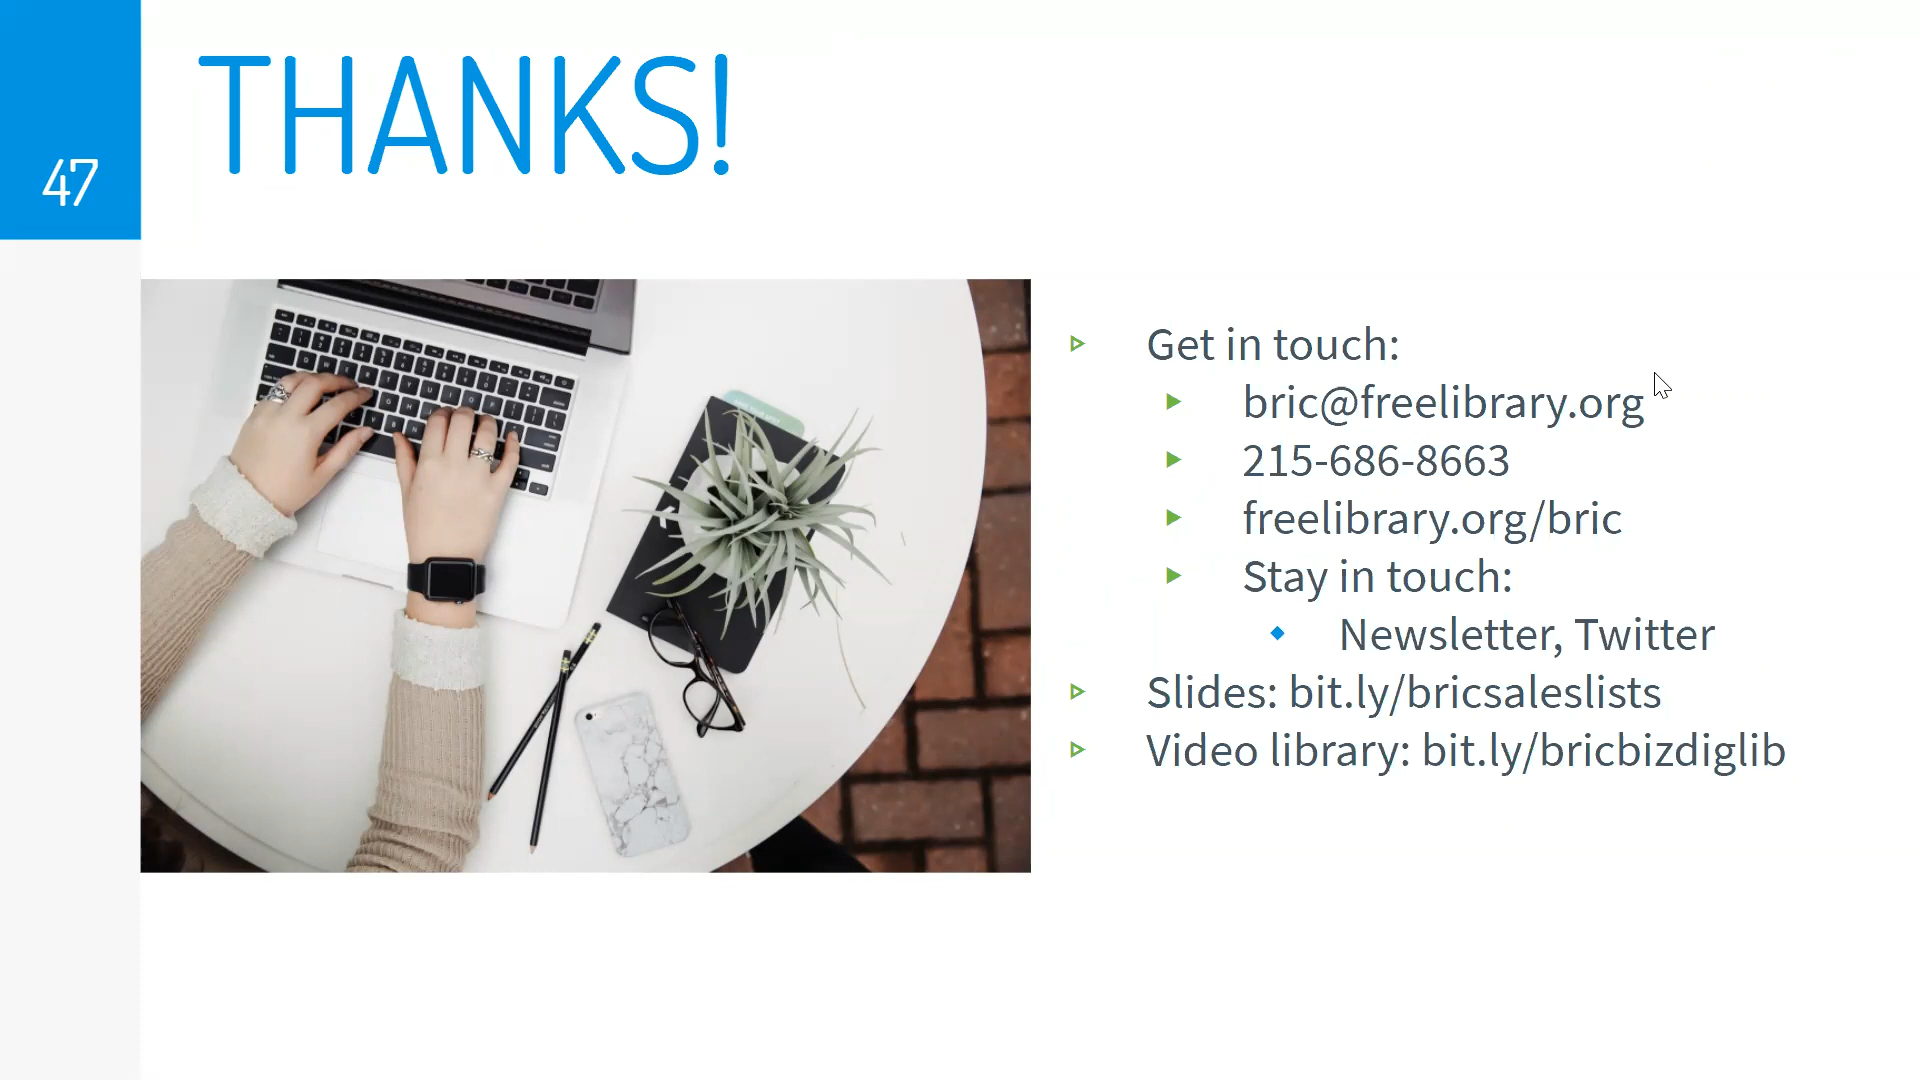 47
THANKS!
Get in touch:
bric@freelibrary.org
215-686-8663
freelibrary.org/bric
Stay in touch:
Newsletter, Twitter
Slides: bit.ly/bricsaleslists
Video library: bit.ly/bricbizdiglib